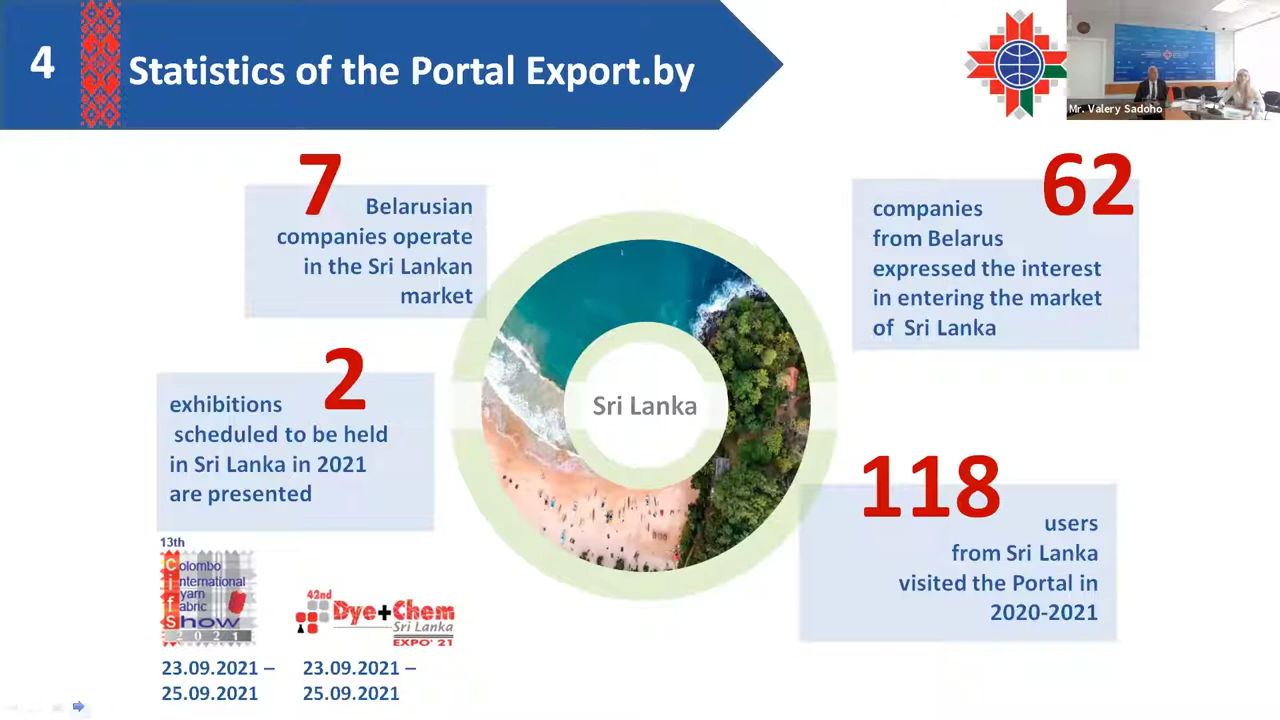 4
Statistics of the Portal Export.by
Mr. Valery Sadoho
7
Belarusian
companies operate
in the Sri Lankan
market
62
companies
from Belarus
expressed the interest
in entering the market
of Sri Lanka
2
exhibitions
scheduled to be held
in Sri Lanka in 2021
are presented
Sri Lanka
118
users
from Sri Lanka
visited the Portal in
2020-2021
13th
Colombo
international
yarn
fabric
show
2021
42nd
Dye+Chem
Sri Lanka
EXPO' 21
23.09.2021 –
25.09.2021
23.09.2021 –
25.09.2021